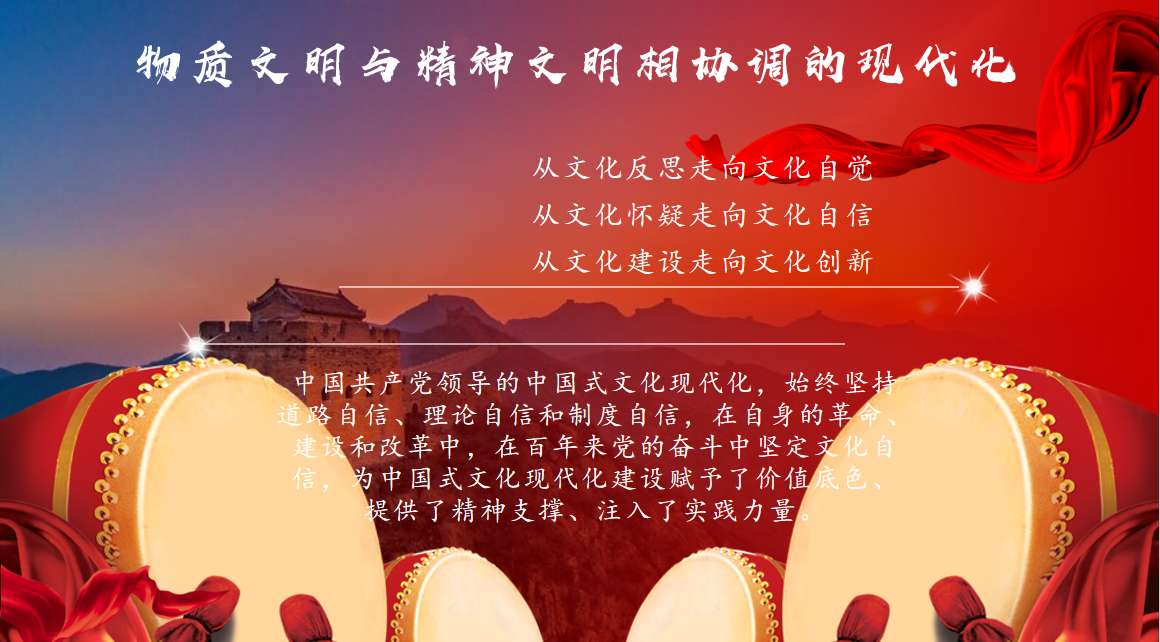 物质文明与精神文明相协调的现代化
从文化反思走向文化自觉
从文化怀疑走向文化自信
从文化建设走向文化创新
中国共产党领导的中国式文化现代化，始终坚持
道路自信、理论自信和制度自信，在自身的革命、
建设和改革中，在百年来党的奋斗中坚定文化自
信，为中国式文化现代化建设赋予了价值底色、
提供了精神支撑、注入了实践力量。